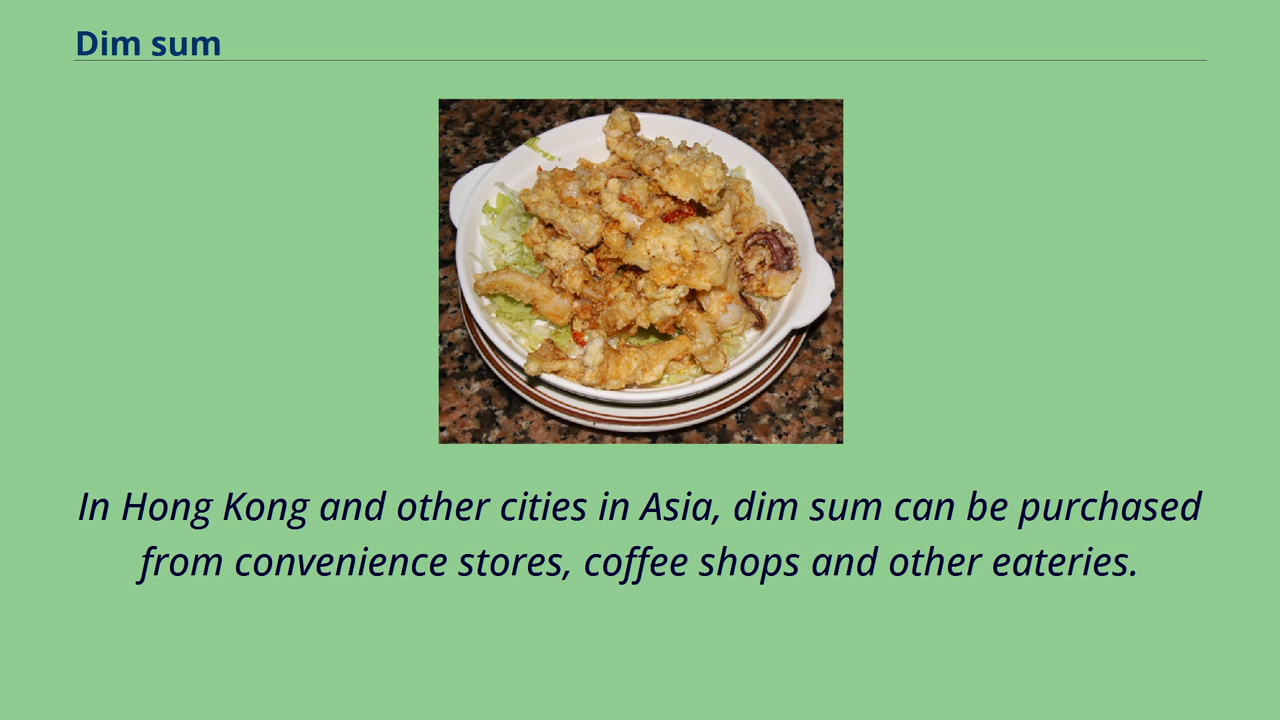 Dim sum
In Hong Kong and other cities in Asia, dim sum can be purchased
from convenience stores, coffee shops and other eateries.